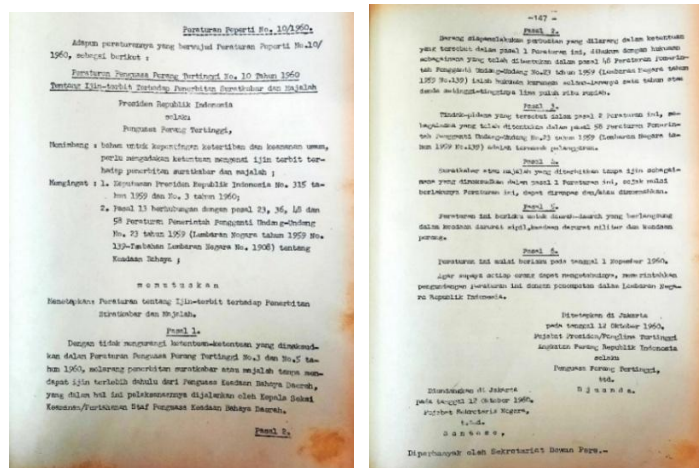 Peraturan Peperti No. 10/1960.
Adapun peraturannya yang berwujud Peraturan Peperti No.10/
1960, sebagai berikut :
Peraturan Penguasa Perang Tertinggi No. 10 Tahun 1960
Tentang Ijin-terbit Terhadap Penerbitan Suratkabar dan Majalah
Presiden Republik Indonesia
selaku
Penguasa Perang Tertinggi,
Menimbang : bahwa untuk kepentingan ketertiban dan keamanan umum,
perlu mengadakan ketentuan mengenai ijin terbit ter-
hadap penerbitan suratkabar dan majalah ;
Mengingat : 1. Keputusan Presiden Republik Indonesia No. 315 ta-
hun 1959 dan No. 3 tahun 1960;
2. Pasal 13 berhubungan dengan pasal 23, 36, 48 dan
58 Peraturan Pemerintah Pengganti Undang-Undang
No. 23 tahun 1959 (Lembaran Negara tahun 1959 No.
139-Tambahan Lembaran Negara No. 1908) tentang
Keadaan Bahaya ;
m e m u t u s k a n
Menetapkan: Peraturan tentang Ijin-terbit terhadap Penerbitan
Suratkabar dan Majalah.
Pasal 1.
Dengan tidak mengurangi ketentuan-ketentuan yang dimaksud-
kan dalam Peraturan Penguasa Perang Tertinggi No.3 dan No.5 ta-
hun 1960, melarang penerbitan suratkabar atau majalah tanpa men-
dapat ijin terlebih dahulu dari Penguasa Keadaan Bahaya Daerah,
yang dalam hal ini pelaksanaannya dijalankan oleh Kepala Seksi
Keamanan/Pertahanan Staf Penguasa Keadaan Bahaya Daerah.
Pasal 2.
-147-
Pasal 2.
Barang siapa melakukan perbuatan yang dilarang dalam ketentuan
yang tersebut dalam pasal 1 Peraturan ini, dihukum dengan hukuman
sebagaimana yang telah ditentukan dalam pasal 48 Peraturan Pemerin-
tah Pengganti Undang-Undang No.23 tahun 1959 (Lembaran Negara tahun
1959 No.139) ialah hukuman kurungan selama-lamanya satu tahun atau
denda setinggi-tingginya lima puluh ribu rupiah.
Pasal 3.
Tindak-pidana yang tersebut dalam pasal 2 Peraturan ini, se-
bagaimana yang telah ditentukan dalam pasal 58 Peraturan Pemerin-
tah Pengganti Undang-Undang No.23 tahun 1959 (Lembaran Negara ta-
hun 1959 No.139) adalah termasuk pelanggaran.
Pasal 4.
Suratkabar atau majalah yang diterbitkan tanpa ijin sebagai-
mana yang dimaksudkan dalam pasal 1 Peraturan ini, sejak mulai
berlakunya Peraturan ini, dapat dirampas dan/atau dimusnahkan.
Pasal 5.
Peraturan ini berlaku untuk daerah-daerah yang berlangsung
dalam keadaan darurat sipil, keadaan darurat militer dan keadaan
perang.
Pasal 6.
Peraturan ini mulai berlaku pada tanggal 1 Nopember 1960.
Agar supaya setiap orang dapat mengetahuinya, memerintahkan
pengundangan Peraturan ini dengan penempatan dalam Lembaran Nega-
ra Republik Indonesia.
Ditetapkan di Jakarta
pada tanggal 12 Oktober 1960.
Pejabat Presiden/Panglima Tertinggi
Angkatan Perang Republik Indonesia
selaku
Penguasa Perang Tertinggi,
ttd.
D j u a n d a.
Diundangkan di Jakarta
pada tanggal 12 Oktober 1960.
Pejabat Sekretaris Negara,
t.t.d.
S a n t o s o,
Diperbanyak oleh Sekretariat Dewan Pers.-